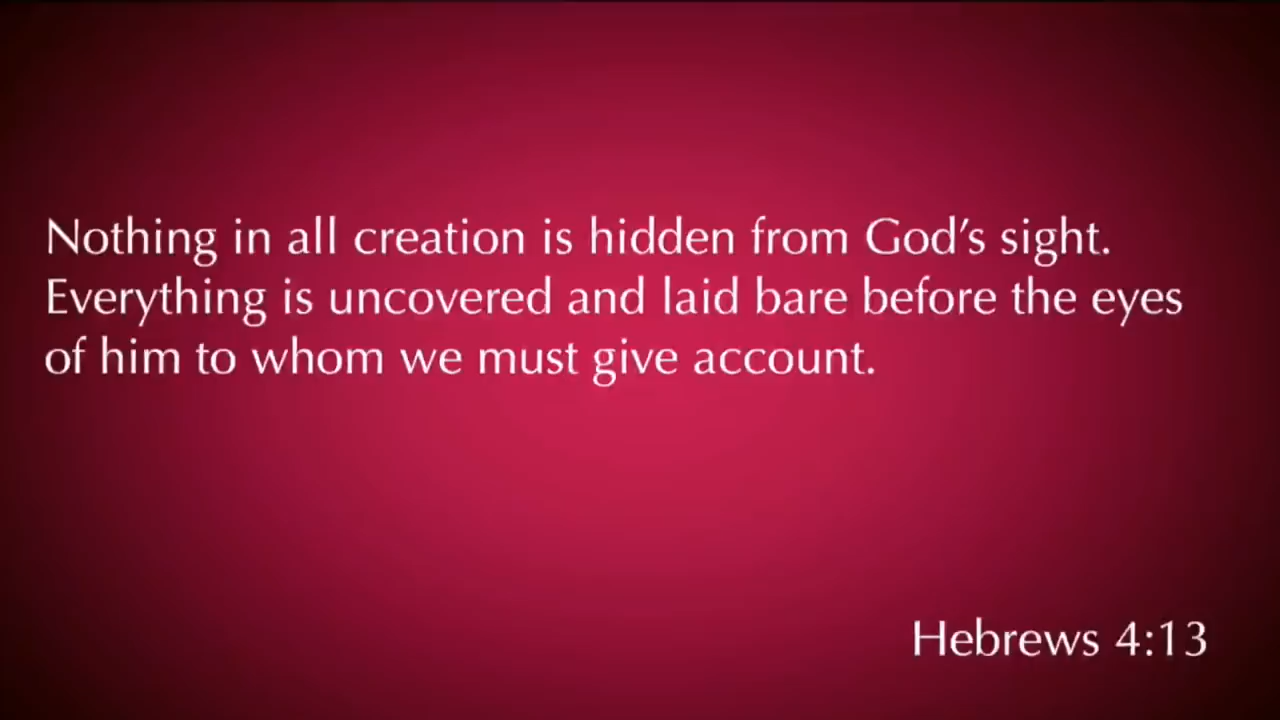 Nothing in all creation is hidden from God’s sight.
Everything is uncovered and laid bare before the eyes
of him to whom we must give account.
Hebrews 4:13